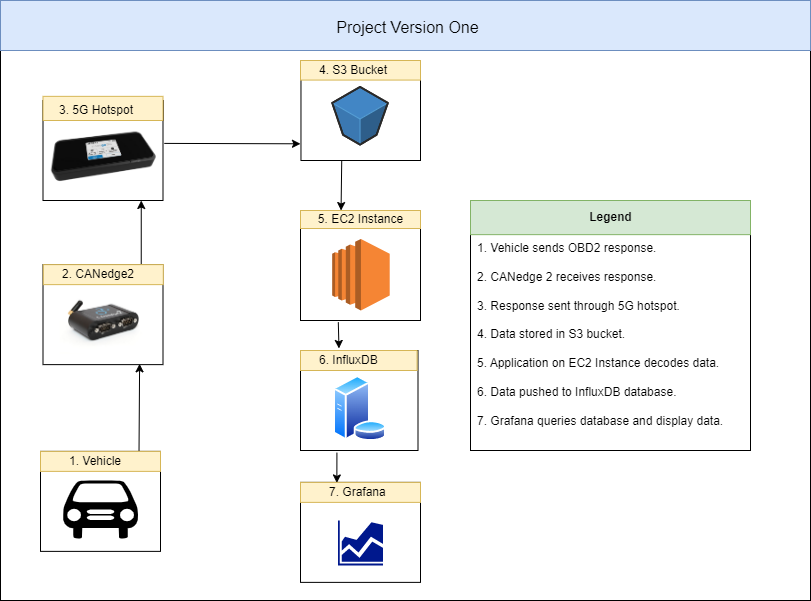 Project Version One
4. S3 Bucket
3. 5G Hotspot
5. EC2 Instance
2. CANedge2
6. InfluxDB
1. Vehicle
7. Grafana
Legend
1. Vehicle sends OBD2 response.
2. CANedge 2 receives response.
3. Response sent through 5G hotspot.
4. Data stored in S3 bucket.
5. Application on EC2 Instance decodes data.
6. Data pushed to InfluxDB database.
7. Grafana queries database and display data.